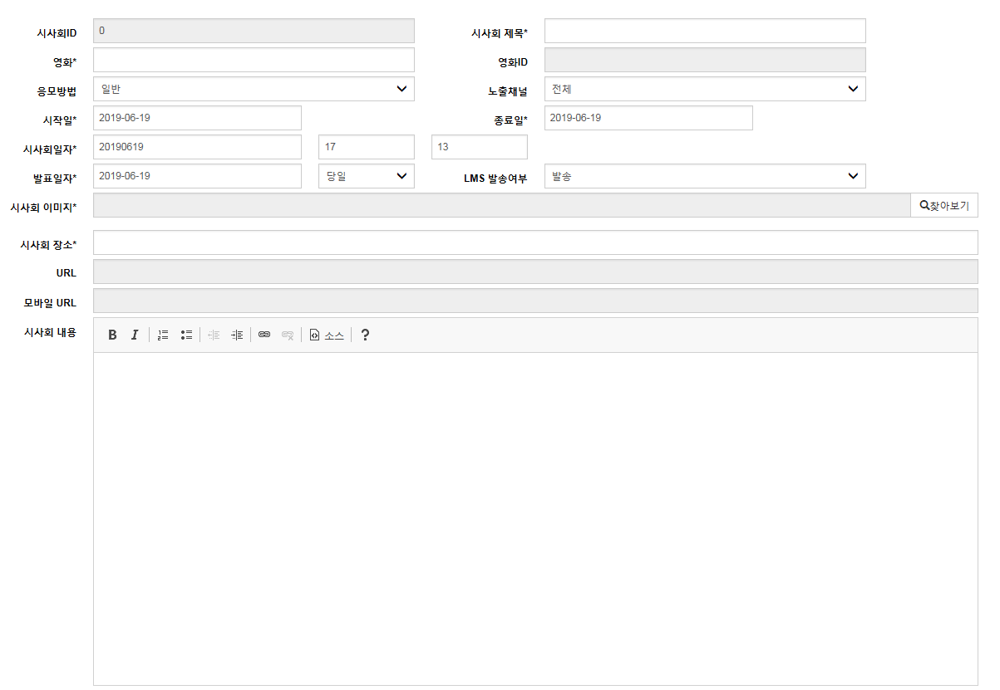 시사회ID 0 시사회 제목*
영화* 영화ID
응모방법 일반 노출채널 전체
시작일* 2019-06-19 종료일* 2019-06-19
시사회일자* 20190619 17 13
발표일자* 2019-06-19 당일 LMS 발송여부 발송
시사회 이미지* 찾아보기
시사회 장소*
URL
모바일 URL
시사회 내용 B I 소스 ?